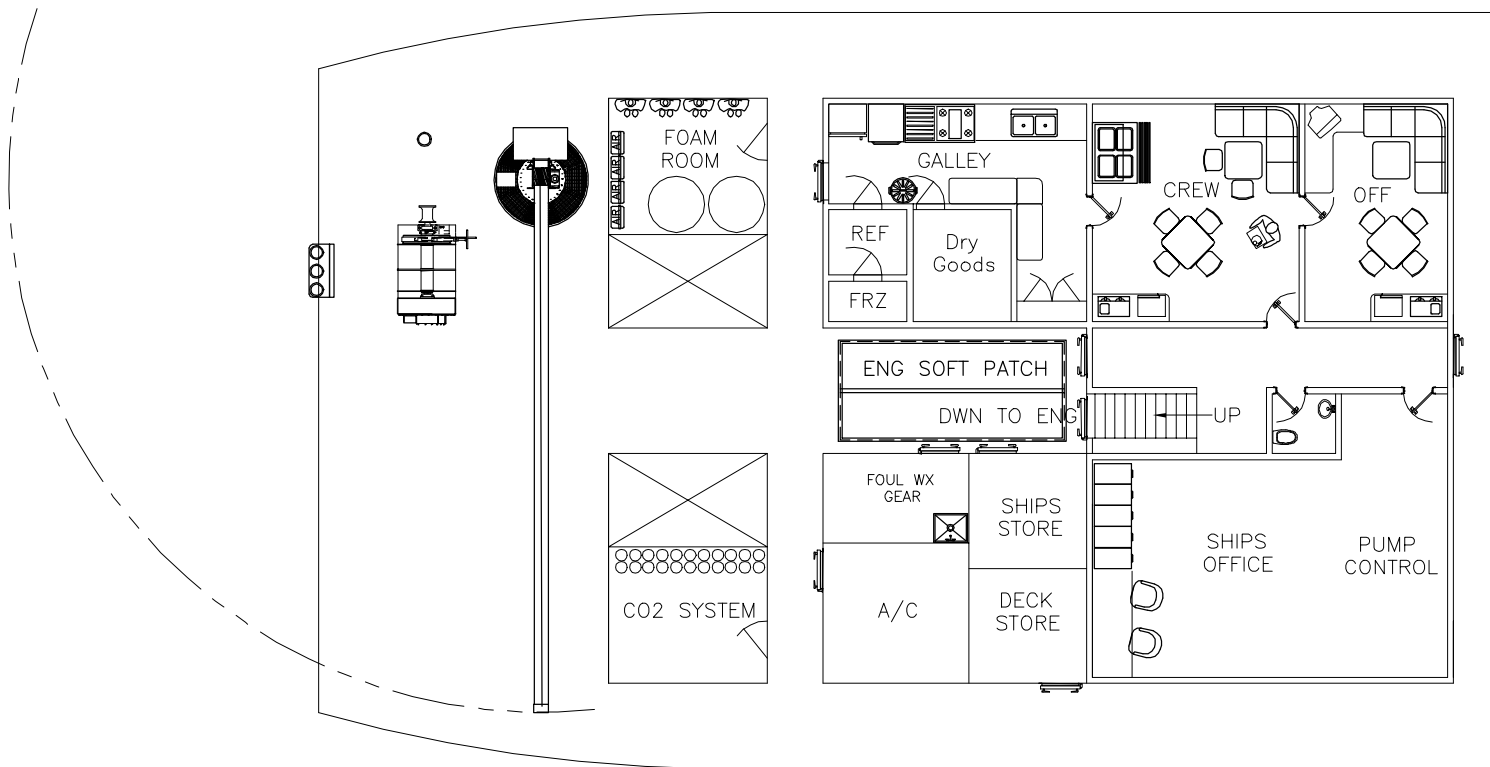 FOAM
ROOM
AIR
AIR
AIR
AIR
GALLEY
CREW
OFF
REF
Dry
Goods
FRZ
ENG SOFT PATCH
DWN TO ENG
UP
FOUL WX
GEAR
SHIPS
STORE
SHIPS
OFFICE
PUMP
CONTROL
CO2 SYSTEM
A/C
DECK
STORE